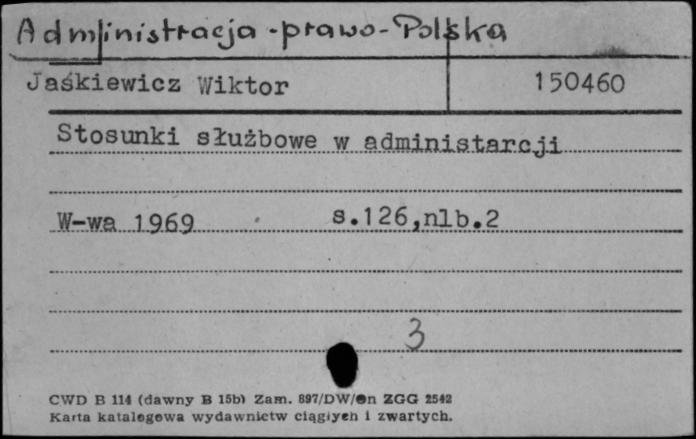 Administracja-prawo-Polska
Jaśkiewicz Wiktor 150460
Stosunki służbowe w administarcji
W-wa 1969 s.126,nlb.2
3
CWD B 114 (dawny B 15b) Zam. 897/DW/On ZGG 2542
Karta katalogowa wydawnictw ciągłych i zwartych.